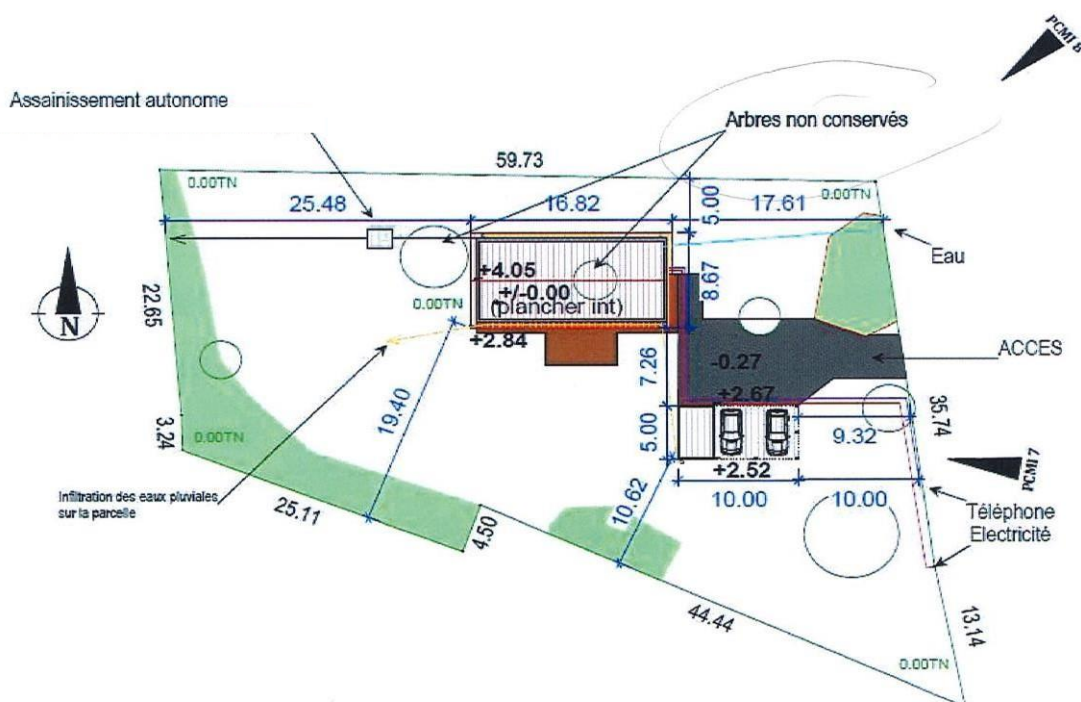 PCMI 8
Assainissement autonome
Arbres non conservés
59.73
0.00TN
0.00TN
25.48
16.82
5.00
17.61
Eau
+4.05
+/-0.00
(plancher int)
8.67
0.00TN
N
22.65
+2.84
ACCES
-0.27
7.26
+2.67
19.40
35.74
3.24
0.00TN
5.00
9.32
+2.52
PCMI 7
Infiltration des eaux pluviales
sur la parcelle
25.11
4.50
10.62
10.00
10.00
Téléphone
Electricité
44.44
13.14
0.00TN